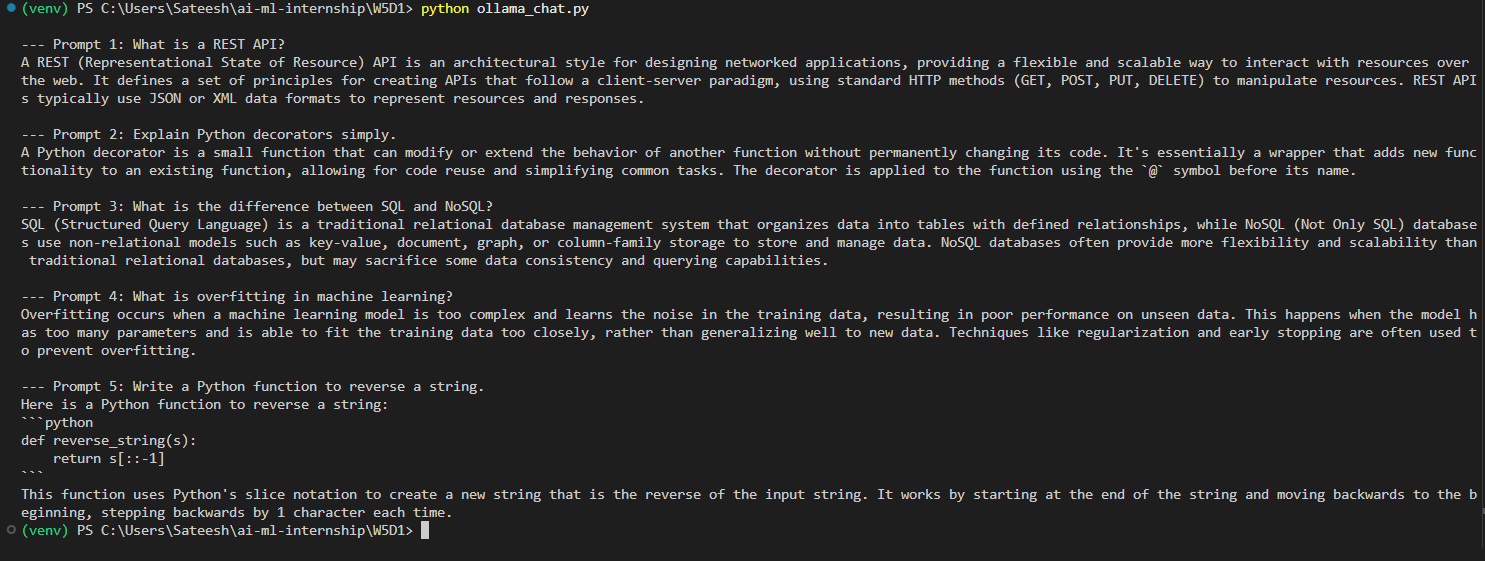 (venv) PS C:\Users\Sateesh\ai-ml-internship\W5D1> python ollama_chat.py
--- Prompt 1: What is a REST API?
A REST (Representational State of Resource) API is an architectural style for designing networked applications, providing a flexible and scalable way to interact with resources over
the web. It defines a set of principles for creating APIs that follow a client-server paradigm, using standard HTTP methods (GET, POST, PUT, DELETE) to manipulate resources. REST API
s typically use JSON or XML data formats to represent resources and responses.
--- Prompt 2: Explain Python decorators simply.
A Python decorator is a small function that can modify or extend the behavior of another function without permanently changing its code. It's essentially a wrapper that adds new func
tionality to an existing function, allowing for code reuse and simplifying common tasks. The decorator is applied to the function using the `@` symbol before its name.
--- Prompt 3: What is the difference between SQL and NoSQL?
SQL (Structured Query Language) is a traditional relational database management system that organizes data into tables with defined relationships, while NoSQL (Not Only SQL) database
s use non-relational models such as key-value, document, graph, or column-family storage to store and manage data. NoSQL databases often provide more flexibility and scalability than
 traditional relational databases, but may sacrifice some data consistency and querying capabilities.
--- Prompt 4: What is overfitting in machine learning?
Overfitting occurs when a machine learning model is too complex and learns the noise in the training data, resulting in poor performance on unseen data. This happens when the model h
as too many parameters and is able to fit the training data too closely, rather than generalizing well to new data. Techniques like regularization and early stopping are often used t
o prevent overfitting.
--- Prompt 5: Write a Python function to reverse a string.
Here is a Python function to reverse a string:
```python
def reverse_string(s):
    return s[::-1]
```
This function uses Python's slice notation to create a new string that is the reverse of the input string. It works by starting at the end of the string and moving backwards to the b
eginning, stepping backwards by 1 character each time.
(venv) PS C:\Users\Sateesh\ai-ml-internship\W5D1>